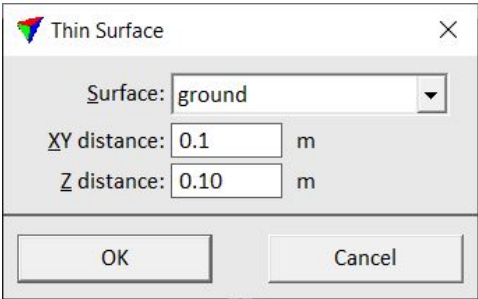 Thin Surface
Surface: ground
XY distance: 0.1 m
Z distance: 0.10 m
OK Cancel